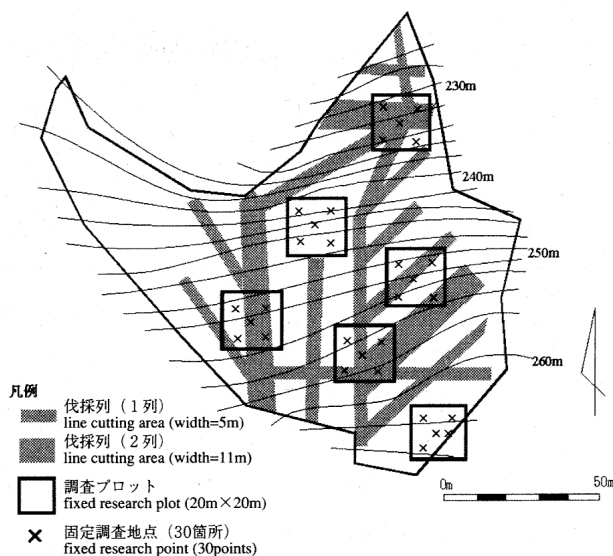 230m
240m
250m
260m
凡例
伐採列（1列）
line cutting area (width=5m)
伐採列（2列）
line cutting area (width=11m)
調査プロット
fixed research plot (20m×20m)
固定調査地点（30箇所）
fixed research point (30points)
0m 50m